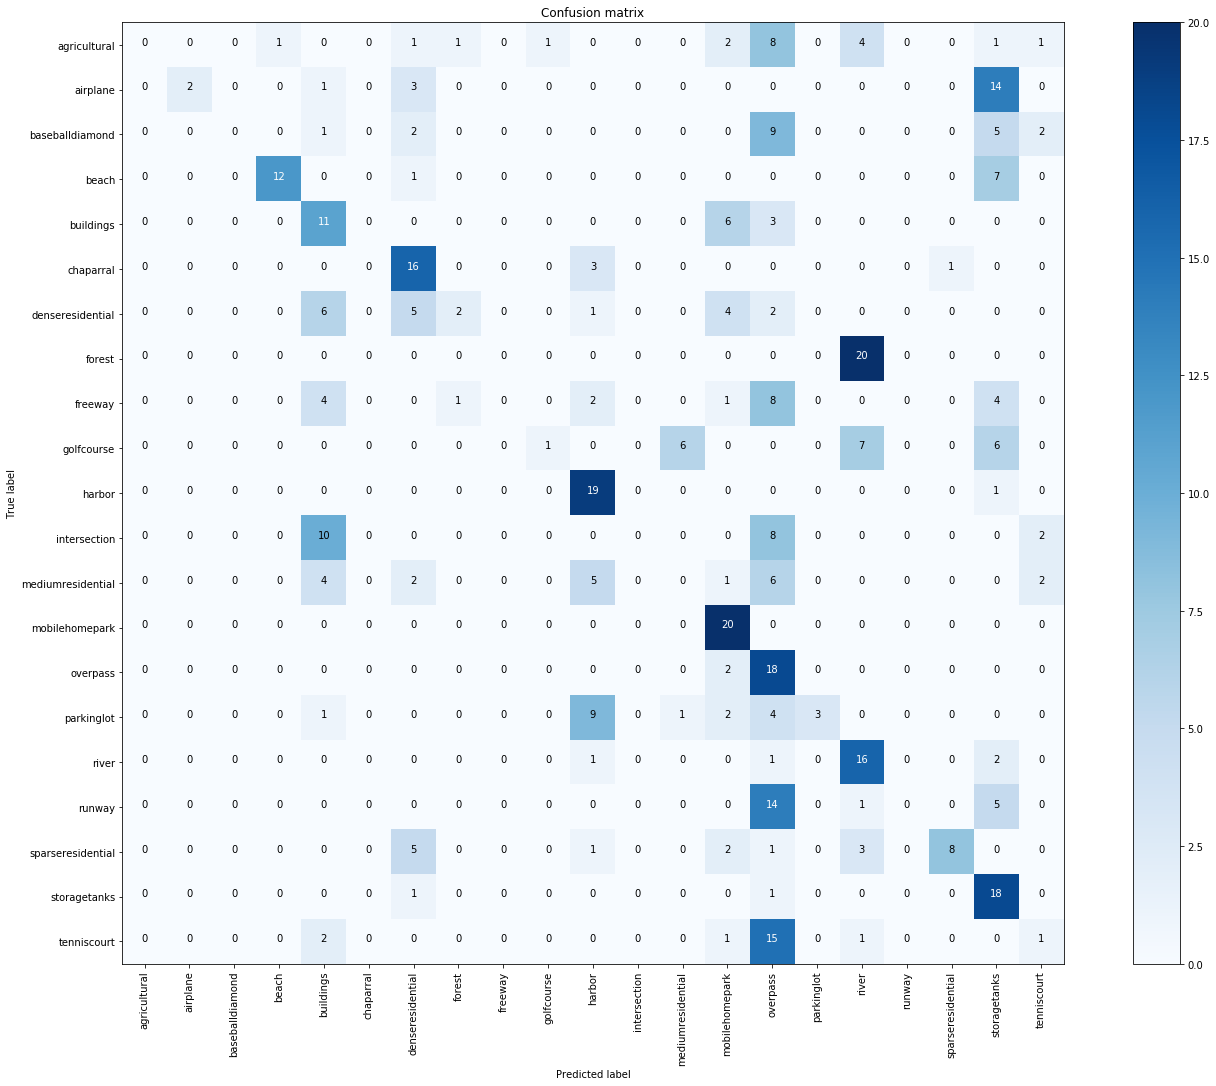 Confusion matrix
agricultural 0 0 0 1 0 0 1 1 0 1 0 0 0 2 8 0 4 0 0 1 1
airplane 0 2 0 0 1 0 3 0 0 0 0 0 0 0 0 0 0 0 0 14 0
baseballdiamond 0 0 0 0 1 0 2 0 0 0 0 0 0 0 9 0 0 0 0 5 2
beach 0 0 0 12 0 0 1 0 0 0 0 0 0 0 0 0 0 0 0 7 0
buildings 0 0 0 0 11 0 0 0 0 0 0 0 0 6 3 0 0 0 0 0 0
chaparral 0 0 0 0 0 0 16 0 0 0 3 0 0 0 0 0 0 0 1 0 0
denseresidential 0 0 0 0 6 0 5 2 0 0 1 0 0 4 2 0 0 0 0 0 0
forest 0 0 0 0 0 0 0 0 0 0 0 0 0 0 0 0 20 0 0 0 0
freeway 0 0 0 0 4 0 0 1 0 0 2 0 0 1 8 0 0 0 0 4 0
golfcourse 0 0 0 0 0 0 0 0 0 1 0 0 6 0 0 0 7 0 0 6 0
harbor 0 0 0 0 0 0 0 0 0 0 19 0 0 0 0 0 0 0 0 1 0
intersection 0 0 0 0 10 0 0 0 0 0 0 0 0 0 8 0 0 0 0 0 2
mediumresidential 0 0 0 0 4 0 2 0 0 0 5 0 0 1 6 0 0 0 0 0 2
mobilehomepark 0 0 0 0 0 0 0 0 0 0 0 0 0 20 0 0 0 0 0 0 0
overpass 0 0 0 0 0 0 0 0 0 0 0 0 0 2 18 0 0 0 0 0 0
parkinglot 0 0 0 0 1 0 0 0 0 0 9 0 1 2 4 3 0 0 0 0 0
river 0 0 0 0 0 0 0 0 0 0 1 0 0 0 1 0 16 0 0 2 0
runway 0 0 0 0 0 0 0 0 0 0 0 0 0 0 14 0 1 0 0 5 0
sparseresidential 0 0 0 0 0 0 5 0 0 0 1 0 0 2 1 0 3 0 8 0 0
storagetanks 0 0 0 0 0 0 1 0 0 0 0 0 0 0 1 0 0 0 0 18 0
tenniscourt 0 0 0 0 2 0 0 0 0 0 0 0 0 1 15 0 1 0 0 0 1
True label
agricultural
airplane
baseballdiamond
beach
buildings
chaparral
denseresidential
forest
freeway
golfcourse
harbor
intersection
mediumresidential
mobilehomepark
overpass
parkinglot
river
runway
sparseresidential
storagetanks
tenniscourt
Predicted label
20.0
17.5
15.0
12.5
10.0
7.5
5.0
2.5
0.0